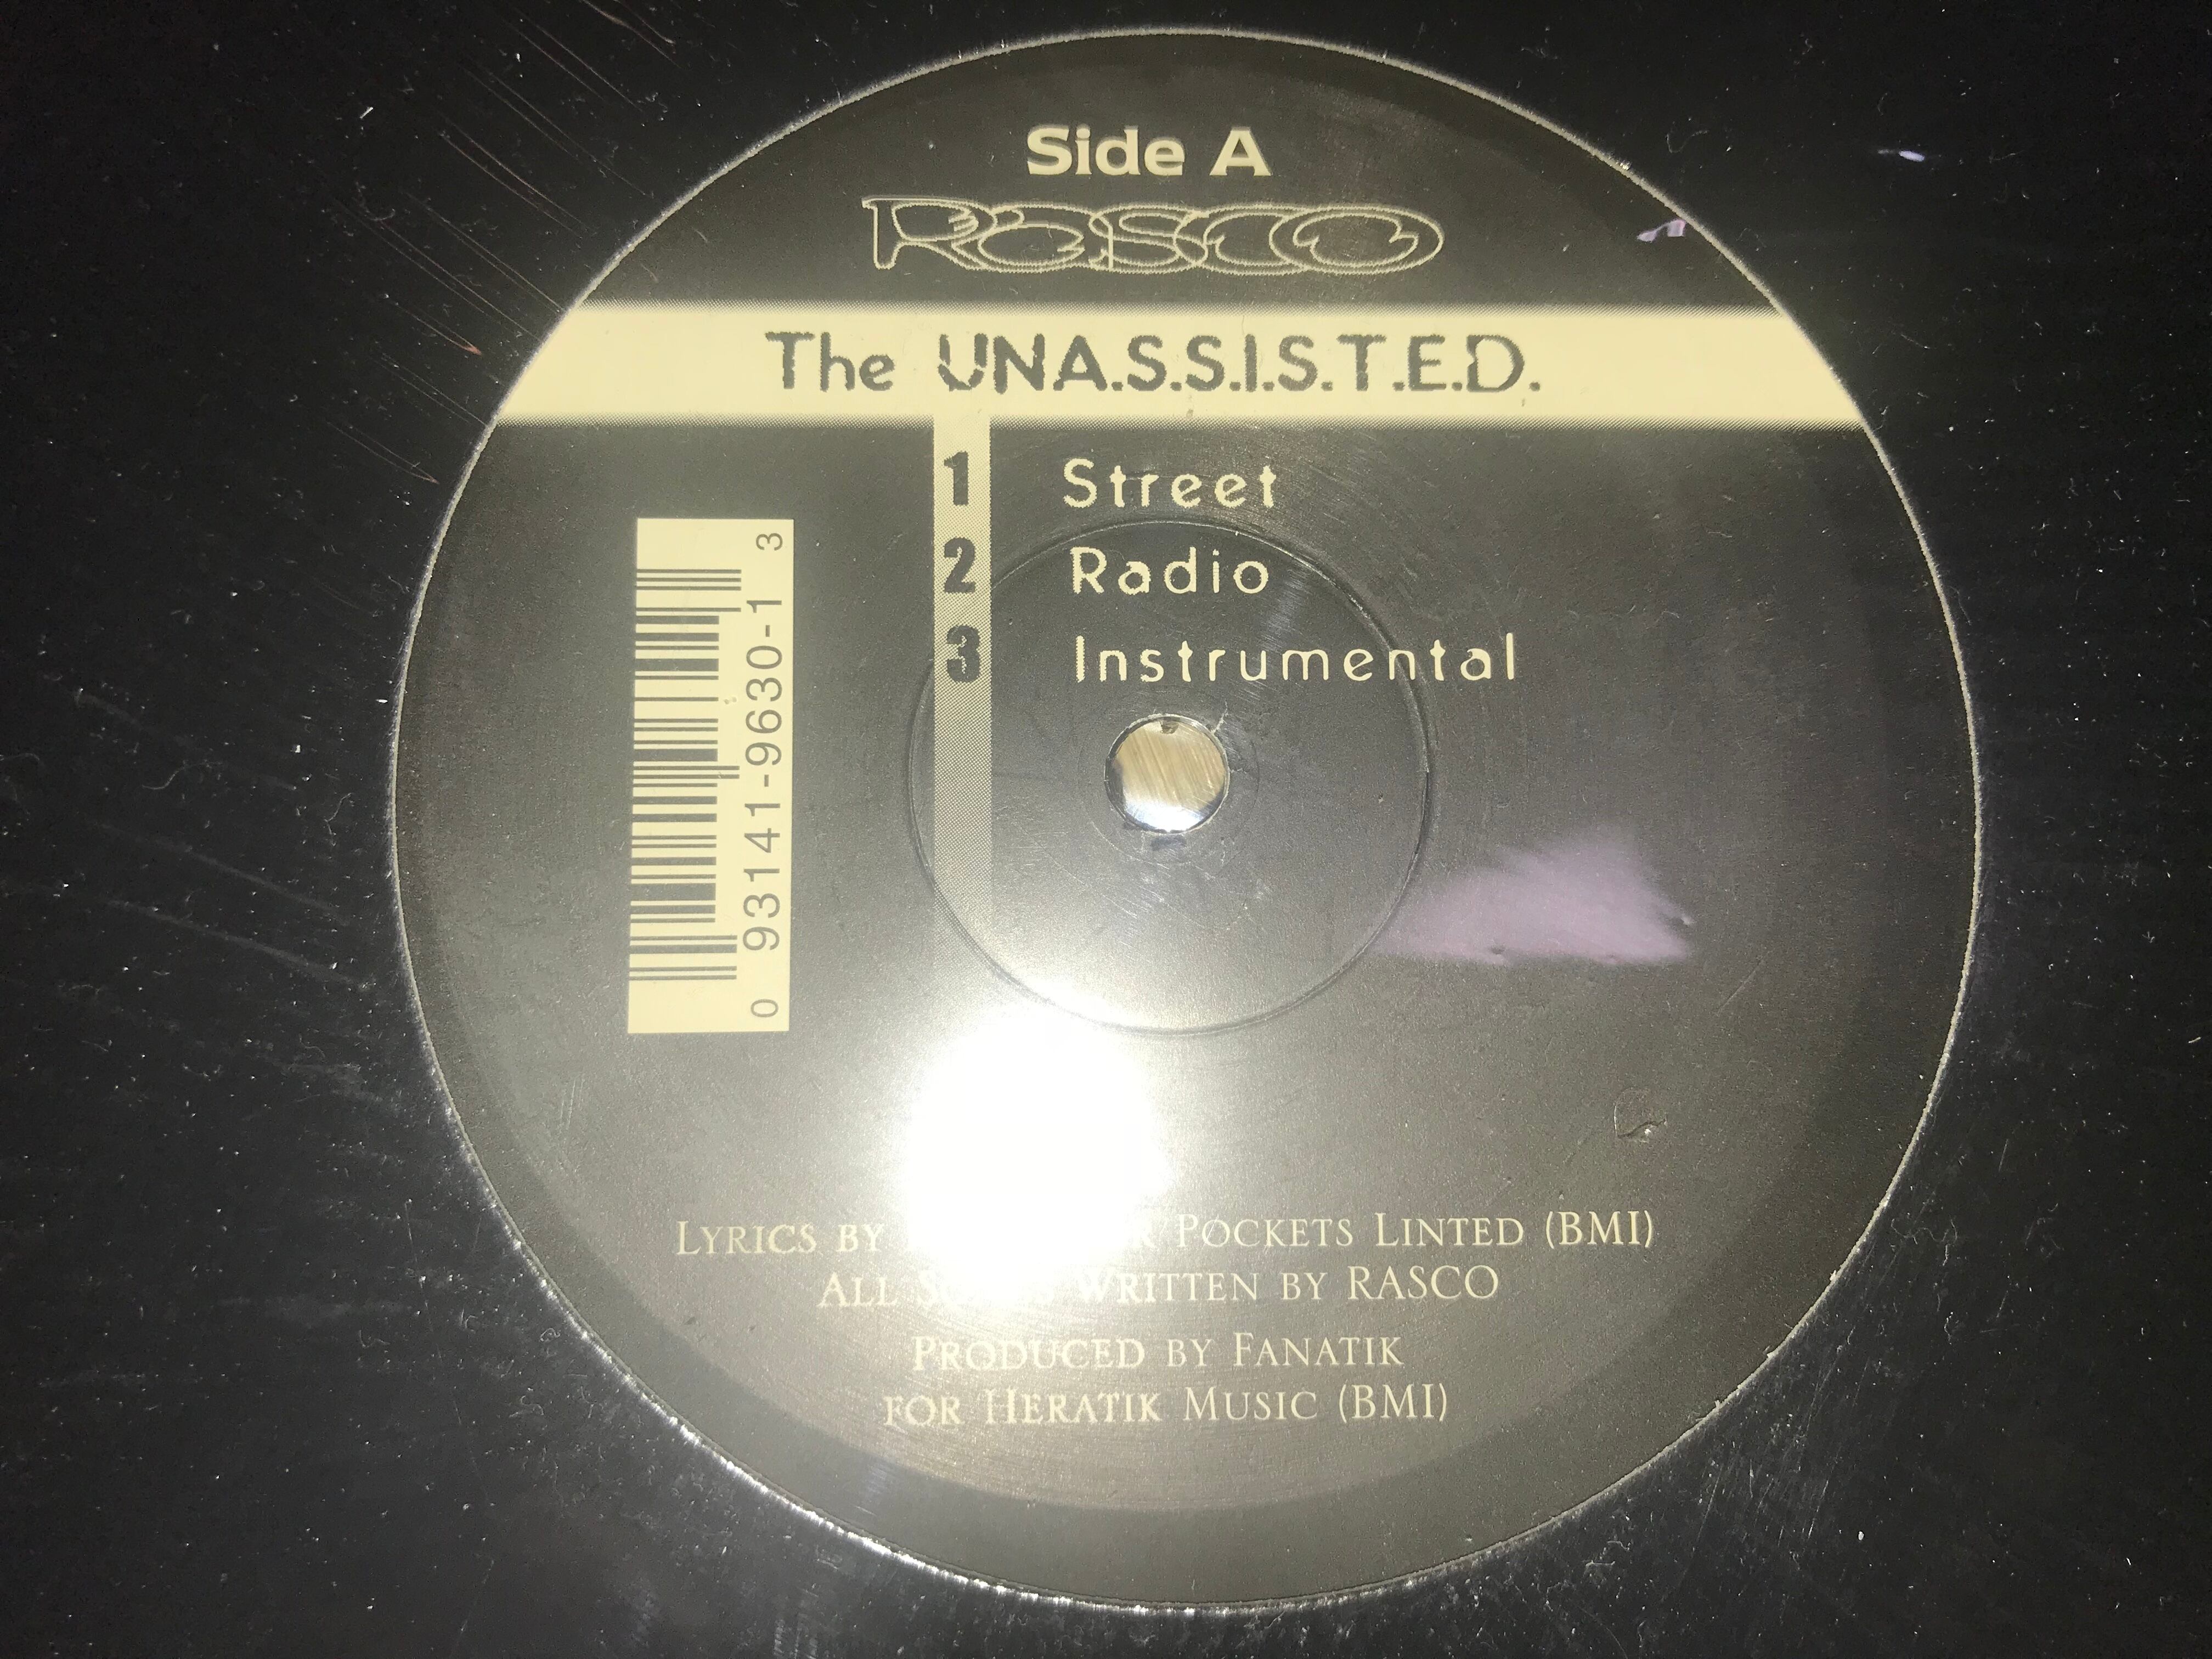 Side A
Rasco
The UNA.S.S.I.S.T.E.D.
1 Street
2 Radio
3 Instrumental
0 93141-9630-1 3
LYRICS BY POCKETS LINTED (BMI)
ALL WRITTEN BY RASCO
PRODUCED BY FANATIK
FOR HERATIK MUSIC (BMI)